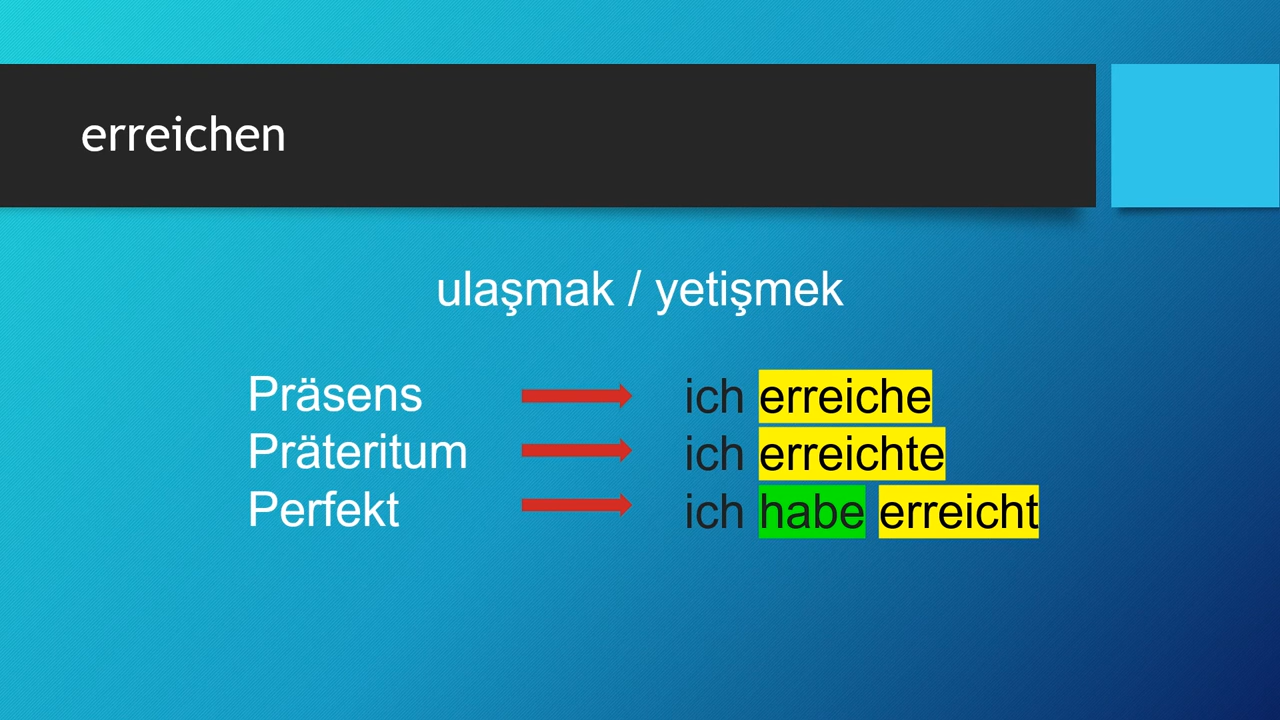 erreichen
ulaşmak / yetişmek
Präsens ich erreiche
Präteritum ich erreichte
Perfekt ich habe erreicht